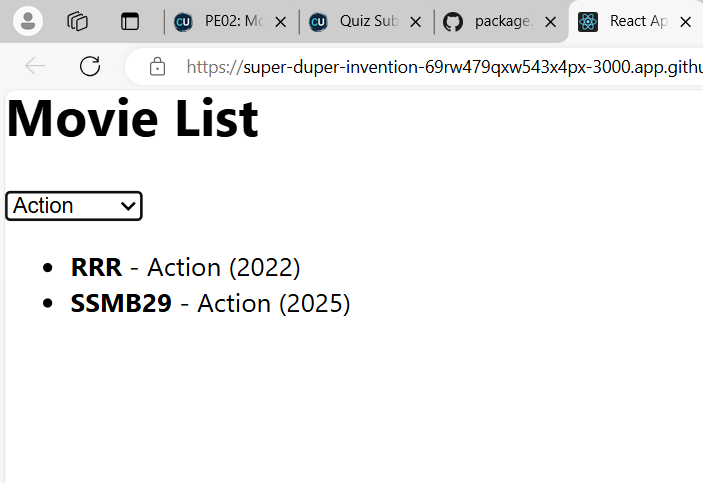 PE02: Mo
Quiz Sub
package.
React Ap
https://super-duper-invention-69rw479qxw543x4px-3000.app.githu
Movie List
Action
RRR - Action (2022)
SSMB29 - Action (2025)